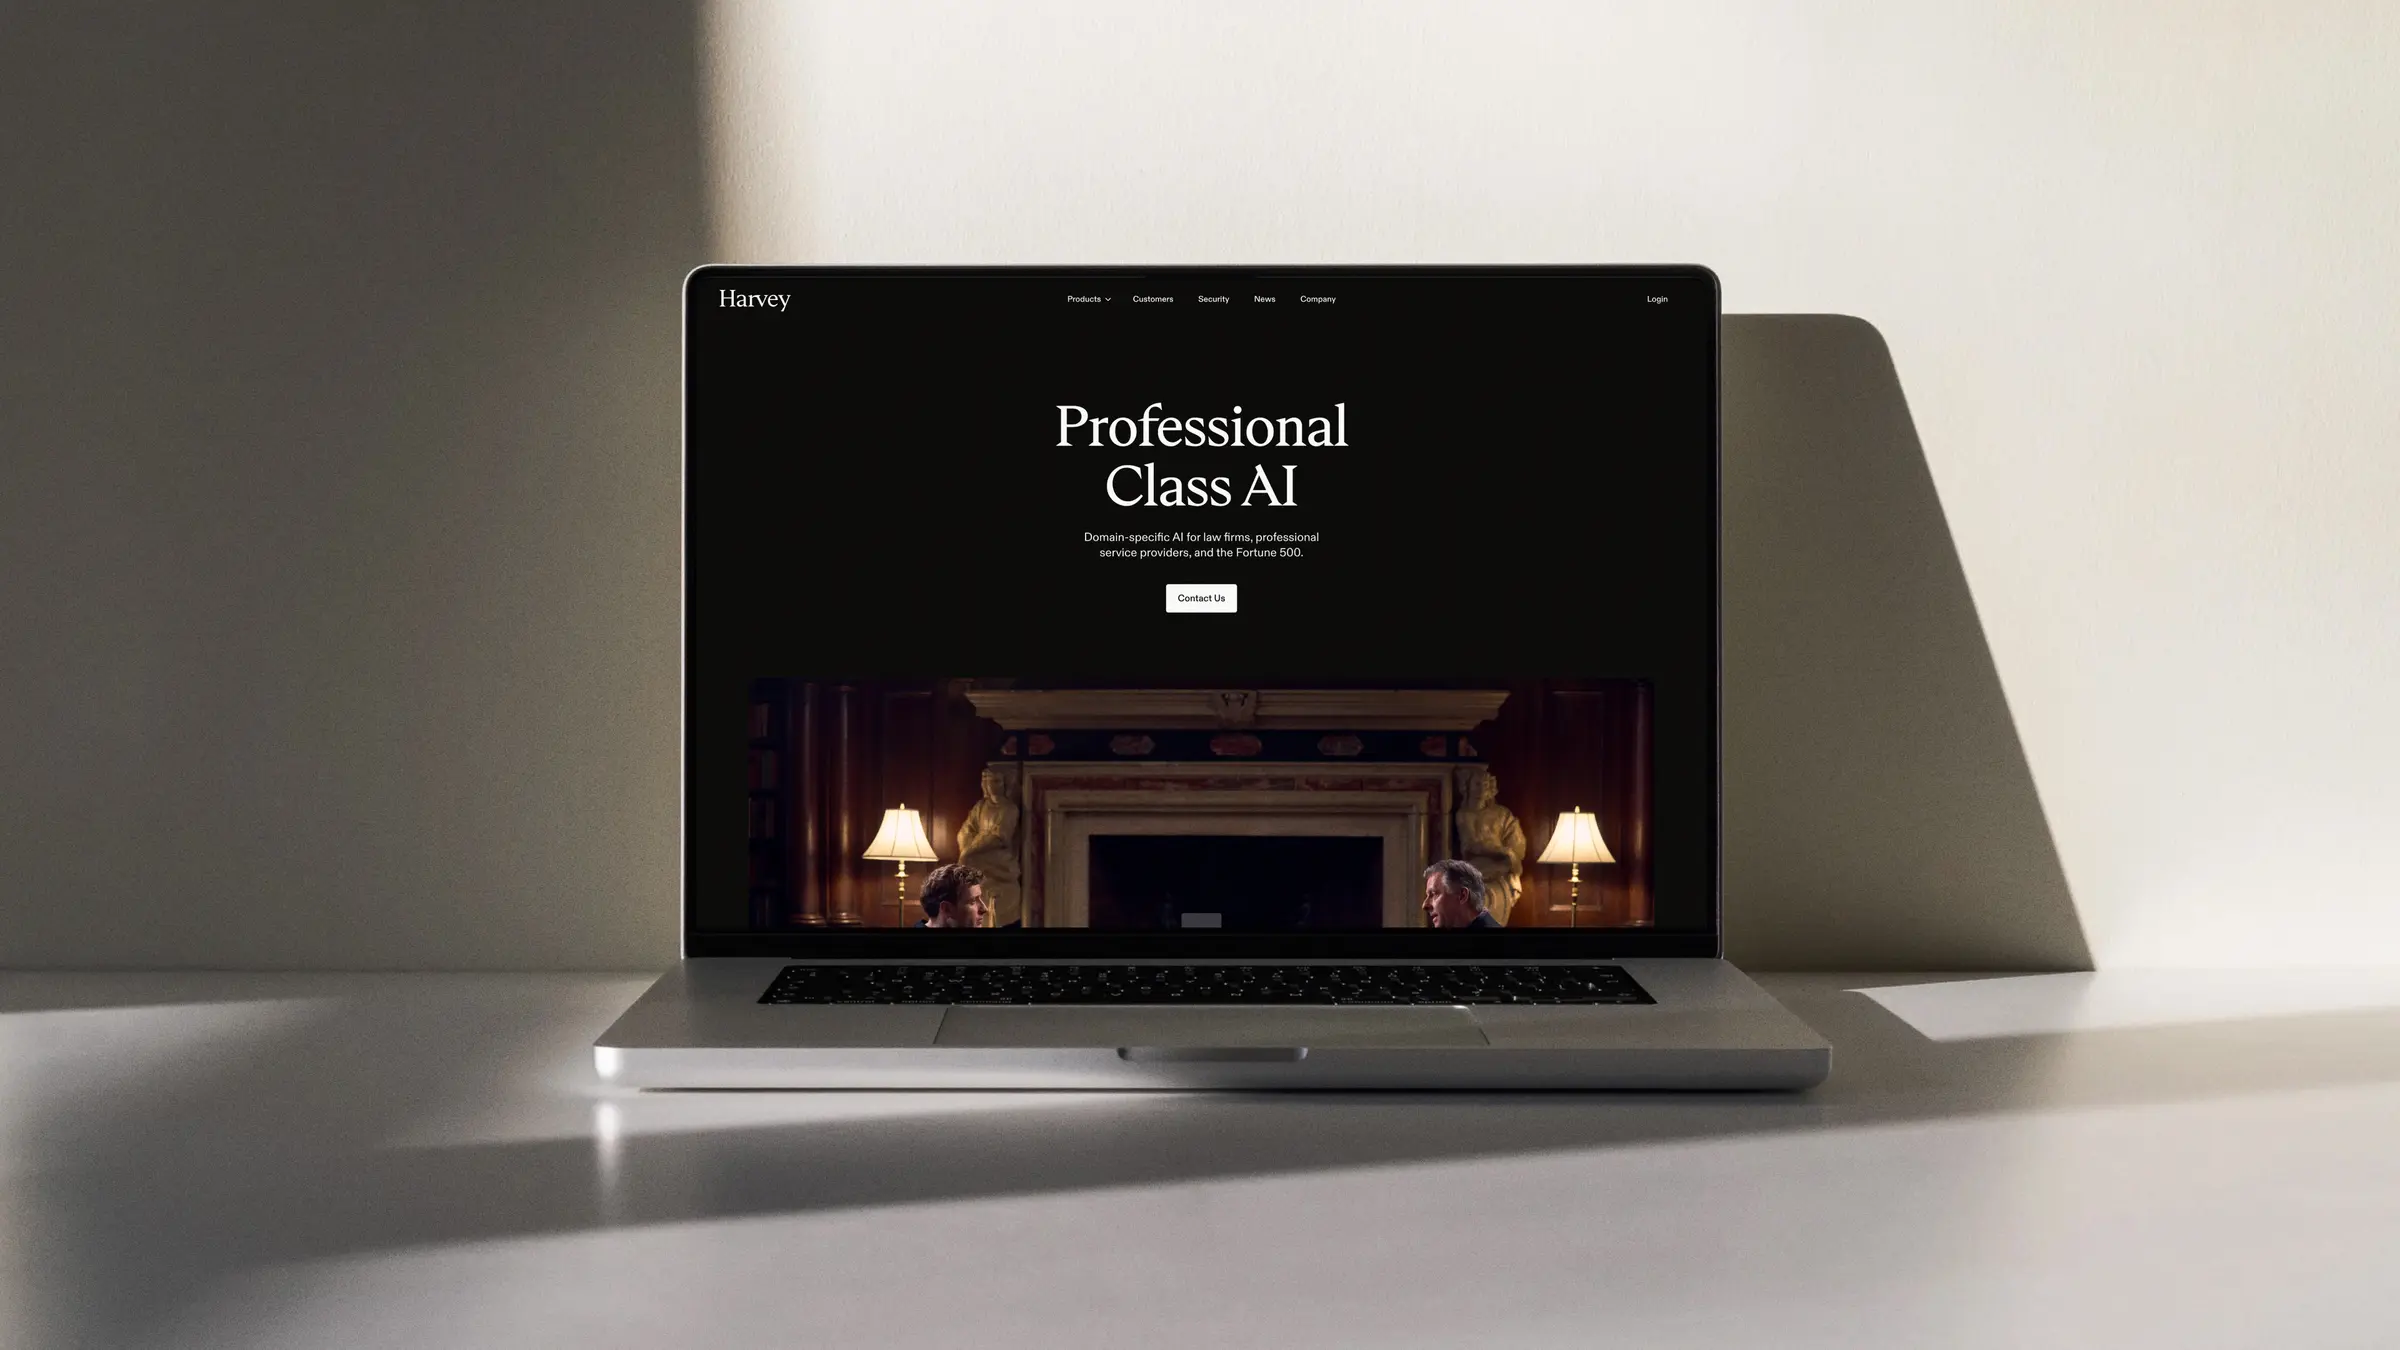 Harvey
Products
Customers
Security
News
Company
Login
Professional
Class AI
Domain-specific AI for law firms, professional
service providers, and the Fortune 500.
Contact Us